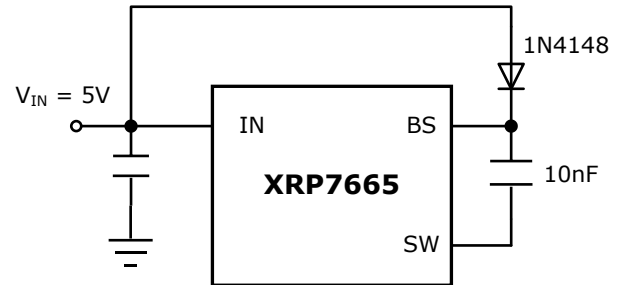 1N4148
V_IN = 5V
IN
BS
XRP7665
10nF
SW